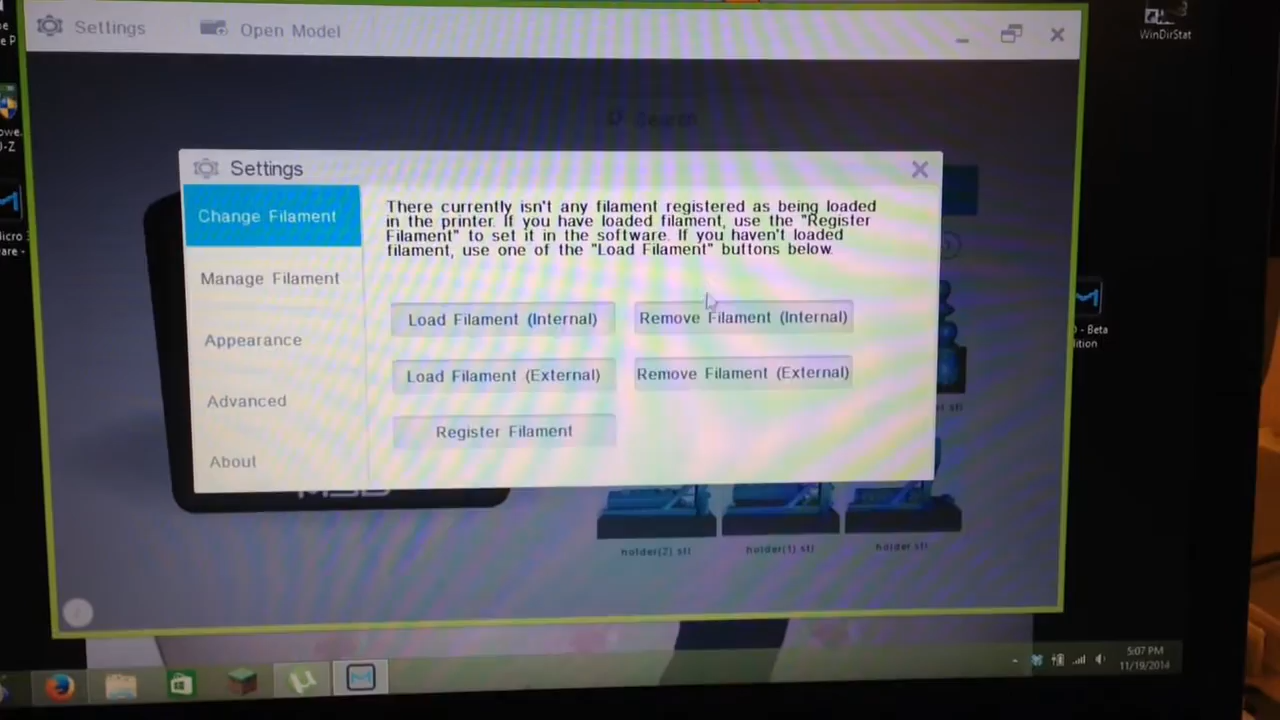 Settings
Open Model
WinDirStat
Settings
Change Filament
Manage Filament
Appearance
Advanced
About
There currently isn't any filament registered as being loaded
in the printer. If you have loaded filament, use the "Register
Filament" to set it in the software. If you haven't loaded
filament, use one of the "Load Filament" buttons below.
Load Filament (Internal)
Remove Filament (Internal)
Load Filament (External)
Remove Filament (External)
Register Filament
Search
- Beta
holder(2).stl
holder(1).stl
holder.stl
5:07 PM
11/19/2014